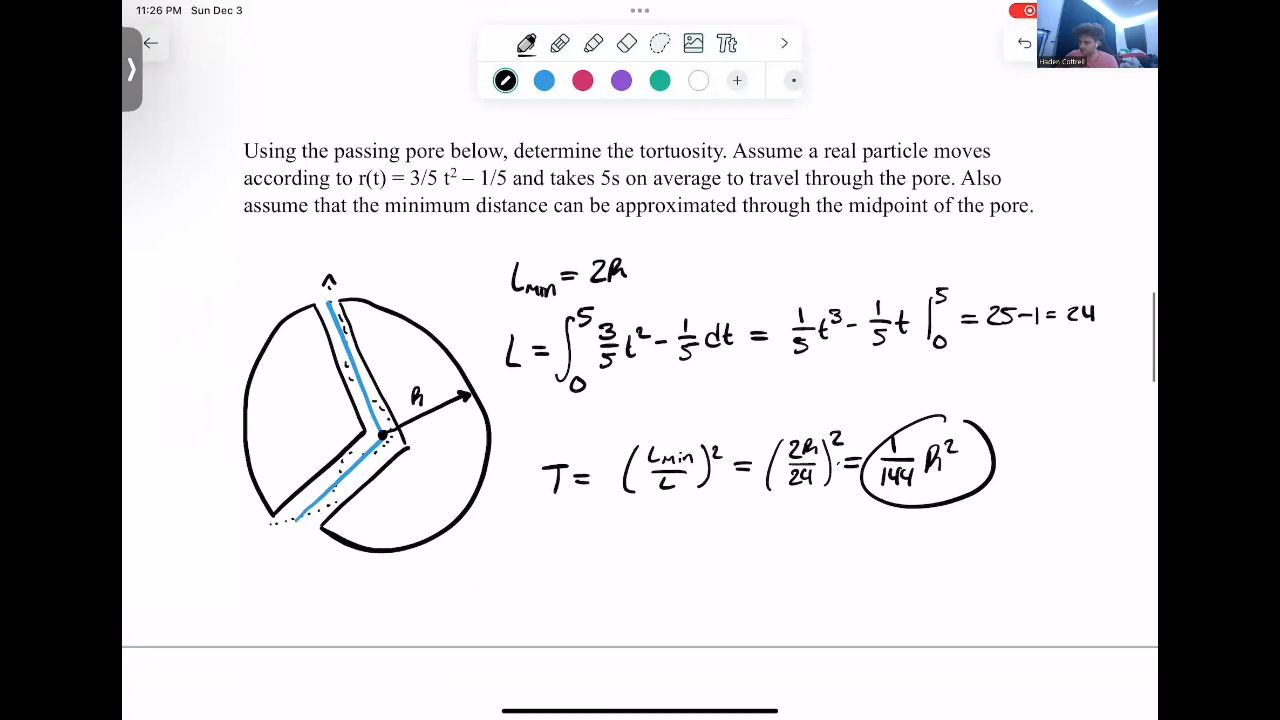 11:26 PM Sun Dec 3
Tt
Haden Cottrell
Using the passing pore below, determine the tortuosity. Assume a real particle moves
according to r(t) = 3/5 t² – 1/5 and takes 5s on average to travel through the pore. Also
assume that the minimum distance can be approximated through the midpoint of the pore.
L_min = 2R
L = ∫₀⁵ 3/5 t² - 1/5 dt = 1/5 t³ - 1/5 t |₀⁵ = 25 - 1 = 24
R
T = (L_min/L)² = (2R/24)² = 1/144 R²